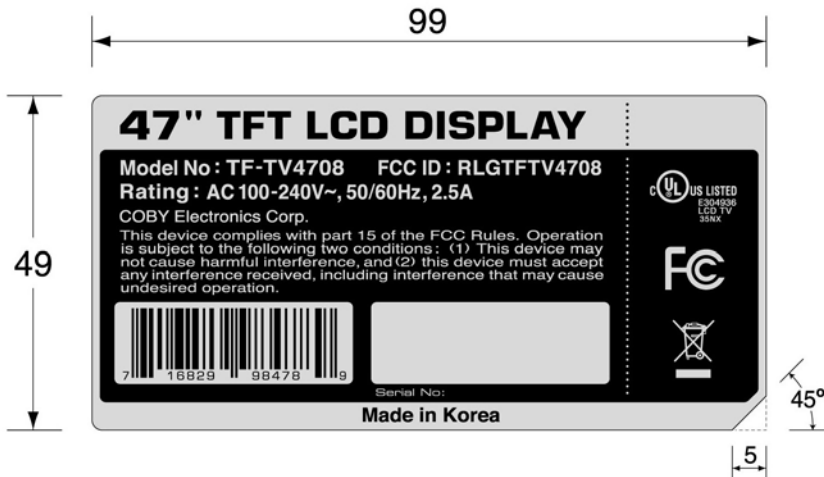 99
49
47" TFT LCD DISPLAY
Model No : TF-TV4708 FCC ID : RLGTFTV4708
Rating : AC 100-240V~, 50/60Hz, 2.5A
COBY Electronics Corp.
This device complies with part 15 of the FCC Rules. Operation
is subject to the following two conditions : (1) This device may
not cause harmful interference, and (2) this device must accept
any interference received, including interference that may cause
undesired operation.
7 16829 98478 9
Serial No:
Made in Korea
C UL US LISTED
E304936
LCD TV
35NX
FC
45°
5